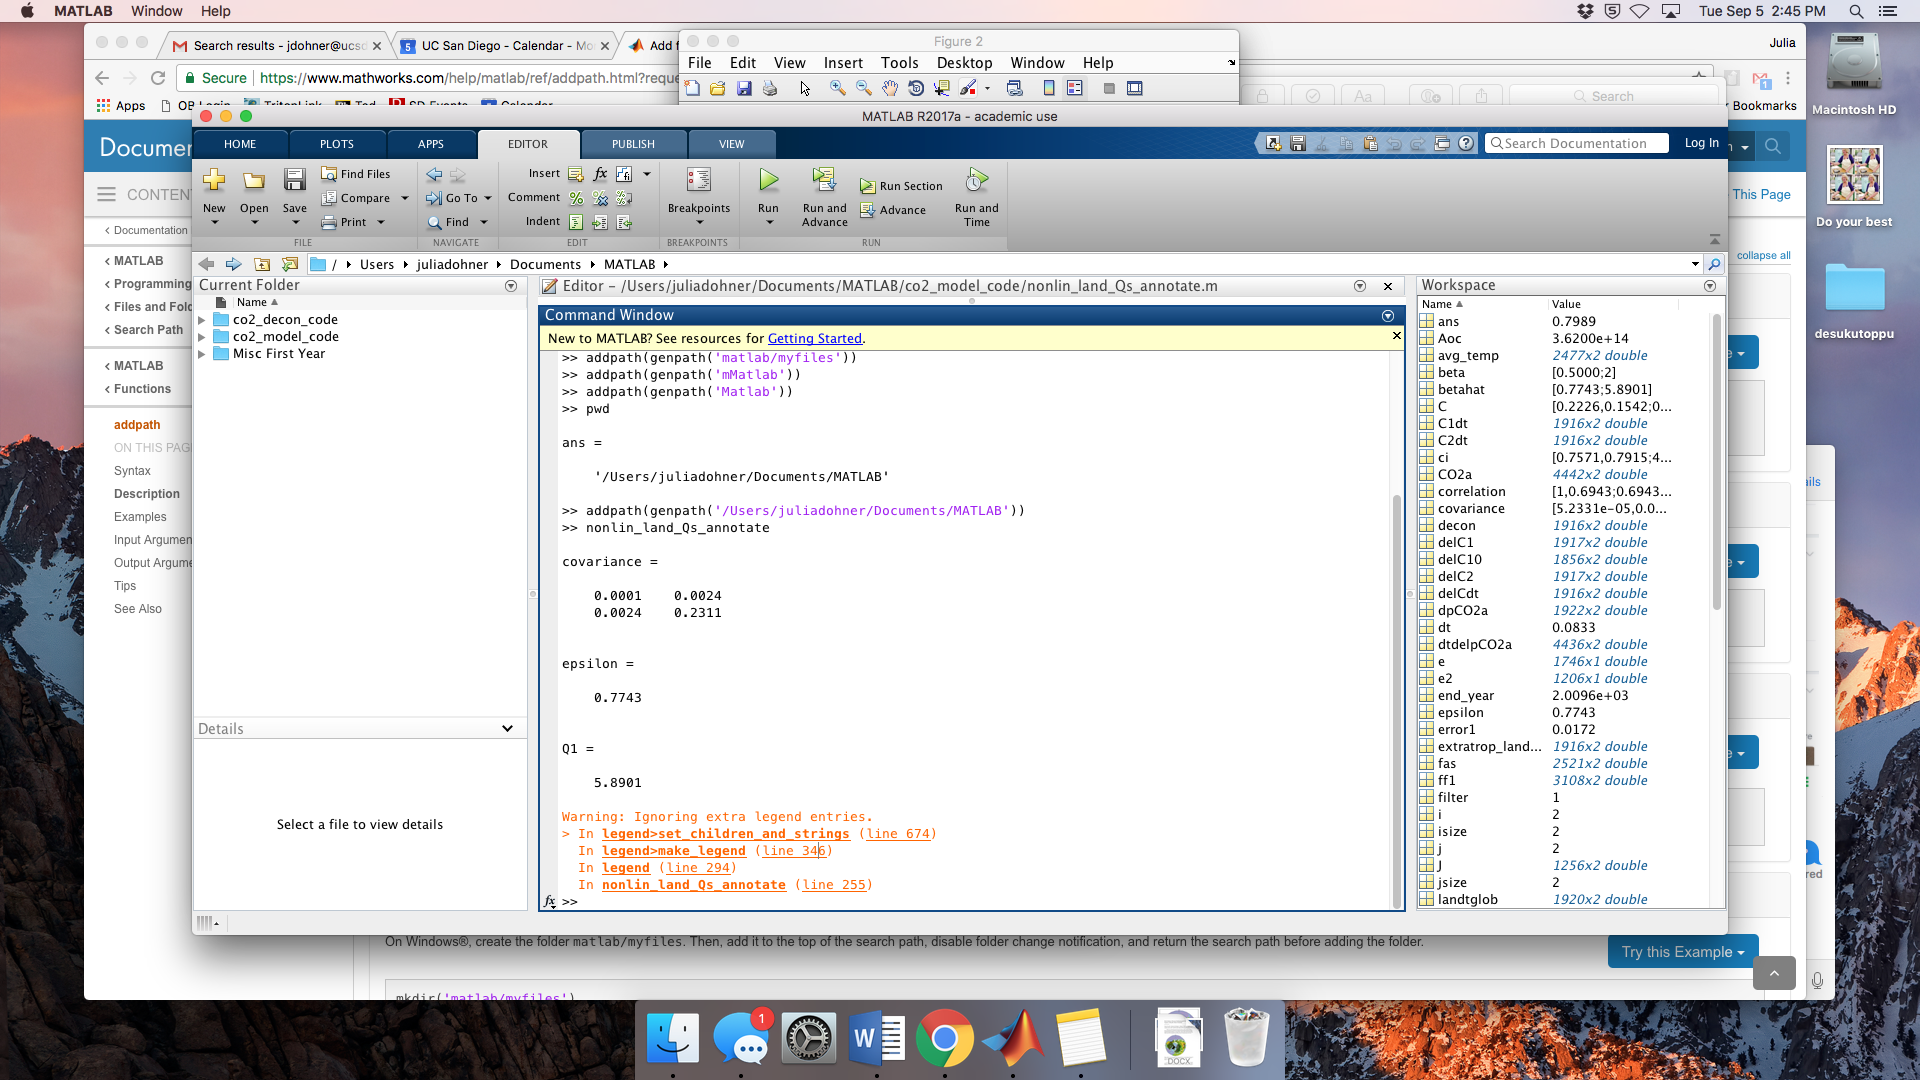 MATLAB Window Help
Tue Sep 5 2:45 PM
Search results - jdohner@ucsd
UC San Diego - Calendar - Mo
Add f
Julia
Secure https://www.mathworks.com/help/matlab/ref/addpath.html?reque
Apps
Bookmarks
Figure 2
File Edit View Insert Tools Desktop Window Help
Aa
Search
MATLAB R2017a - academic use
HOME PLOTS APPS EDITOR PUBLISH VIEW
Search Documentation
Log In
New
Open
Save
Find Files
Compare
Print
FILE
Go To
Find
NAVIGATE
Insert
Comment
Indent
fx
EDIT
Breakpoints
BREAKPOINTS
Run
Run and Advance
Run Section
Advance
Run and Time
RUN
/ Users juliadohner Documents MATLAB
Current Folder
Name
co2_decon_code
co2_model_code
Misc First Year
Details
Select a file to view details
Editor – /Users/juliadohner/Documents/MATLAB/co2_model_code/nonlin_land_Qs_annotate.m
Command Window
New to MATLAB? See resources for Getting Started.
>> addpath(genpath('matlab/myfiles'))
>> addpath(genpath('mMatlab'))
>> addpath(genpath('Matlab'))
>> pwd
ans =
'/Users/juliadohner/Documents/MATLAB'
>> addpath(genpath('/Users/juliadohner/Documents/MATLAB'))
>> nonlin_land_Qs_annotate
covariance =
0.0001 0.0024
0.0024 0.2311
epsilon =
0.7743
Q1 =
5.8901
Warning: Ignoring extra legend entries.
> In legend>set_children_and_strings (line 674)
In legend>make_legend (line 346)
In legend (line 294)
In nonlin_land_Qs_annotate (line 255)
fx >>
Workspace
Name Value
ans 0.7989
Aoc 3.6200e+14
avg_temp 2477x2 double
beta [0.5000;2]
betahat [0.7743;5.8901]
C [0.2226,0.1542;0...
C1dt 1916x2 double
C2dt 1916x2 double
ci [0.7571,0.7915;4...
CO2a 4442x2 double
correlation [1,0.6943;0.6943...
covariance [5.2331e-05,0.0...
decon 1916x2 double
delC1 1917x2 double
delC10 1856x2 double
delC2 1917x2 double
delCdt 1916x2 double
dpCO2a 1922x2 double
dt 0.0833
dtdelpCO2a 4436x2 double
e 1746x1 double
e2 1206x1 double
end_year 2.0096e+03
epsilon 0.7743
error1 0.0172
extratrop_land... 1916x2 double
fas 2521x2 double
ff1 3108x2 double
filter 1
i 2
isize 2
j 2
J 1256x2 double
jsize 2
landtglob 1920x2 double
Documen
CONTEN
Documentation
MATLAB
Programming
Files and Fold
Search Path
MATLAB
Functions
addpath
ON THIS PAG
Syntax
Description
Examples
Input Argumen
Output Argume
Tips
See Also
This Page
collapse all
On Windows®, create the folder matlab/myfiles. Then, add it to the top of the search path, disable folder change notification, and return the search path before adding the folder.
Try this Example
mkdir('matlab/myfiles')
Macintosh HD
Do your best
desukutoppu
1
W
DOCX